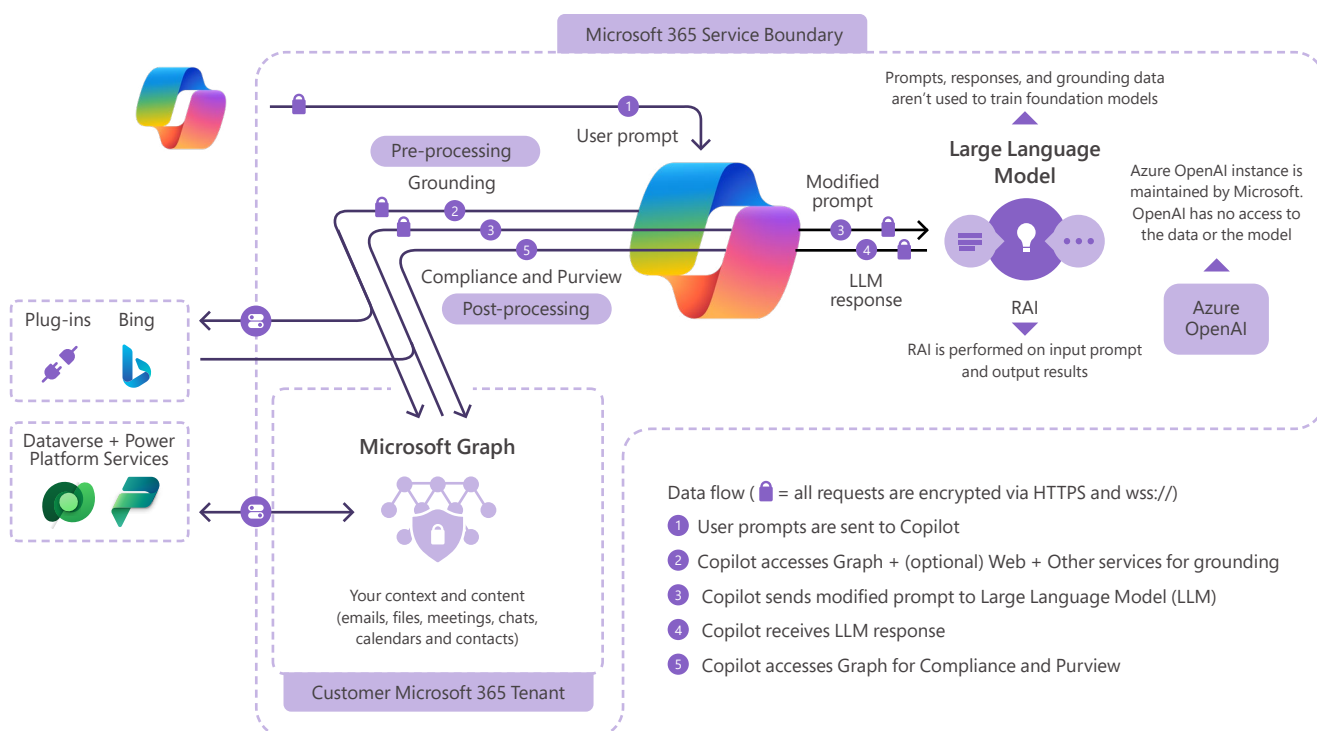 Microsoft 365 Service Boundary
Prompts, responses, and grounding data
aren't used to train foundation models
1
User prompt
Pre-processing
Grounding
2
3
5
Compliance and Purview
Post-processing
Modified
prompt
3
4
LLM
response
Large Language
Model
RAI
RAI is performed on input prompt
and output results
Azure OpenAI instance is
maintained by Microsoft.
OpenAI has no access to
the data or the model
Azure
OpenAI
Plug-ins
Bing
Dataverse + Power
Platform Services
Microsoft Graph
Your context and content
(emails, files, meetings, chats,
calendars and contacts)
Customer Microsoft 365 Tenant
Data flow ( = all requests are encrypted via HTTPS and wss://)
1 User prompts are sent to Copilot
2 Copilot accesses Graph + (optional) Web + Other services for grounding
3 Copilot sends modified prompt to Large Language Model (LLM)
4 Copilot receives LLM response
5 Copilot accesses Graph for Compliance and Purview